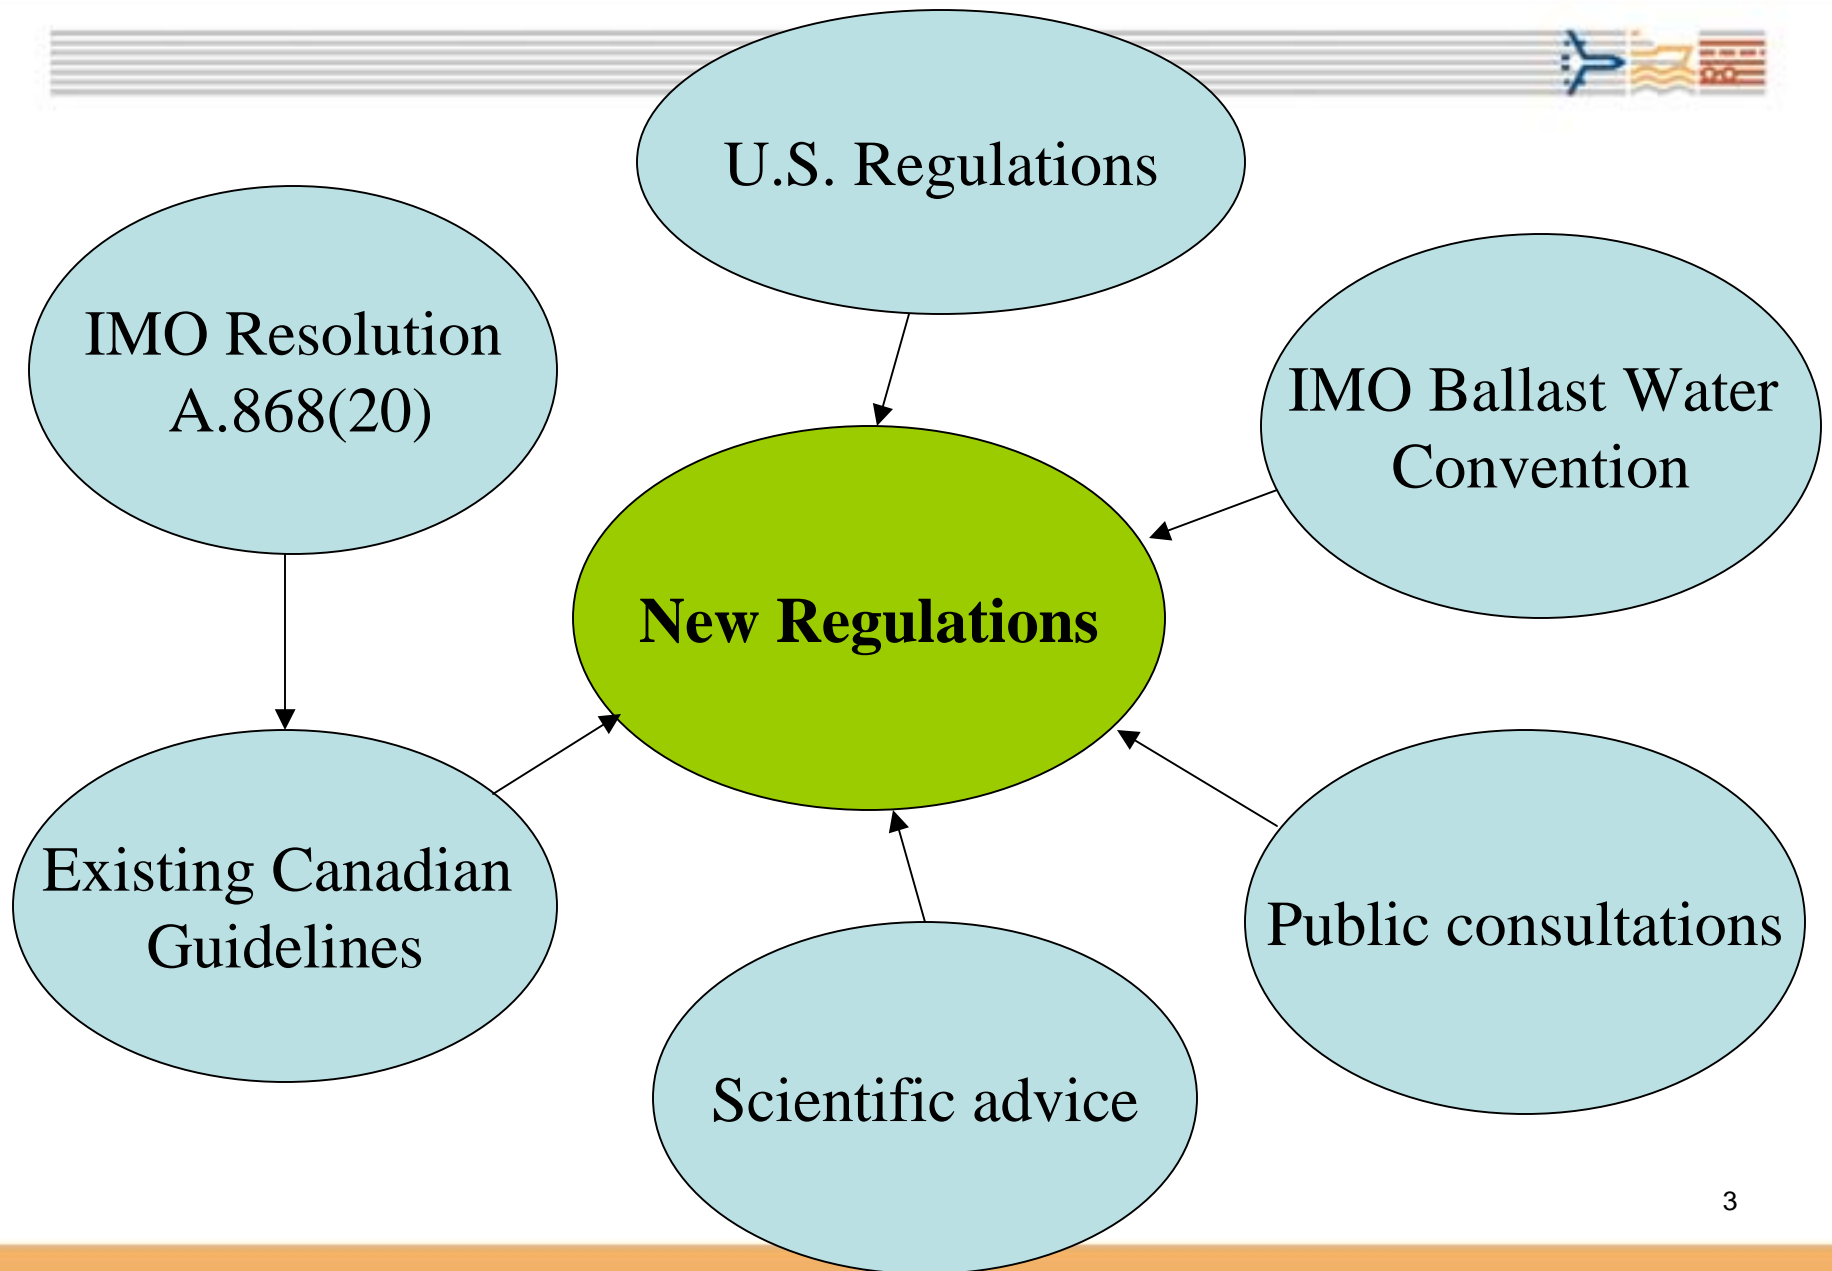 U.S. Regulations
IMO Resolution
A.868(20)
IMO Ballast Water
Convention
New Regulations
Existing Canadian
Guidelines
Public consultations
Scientific advice
3